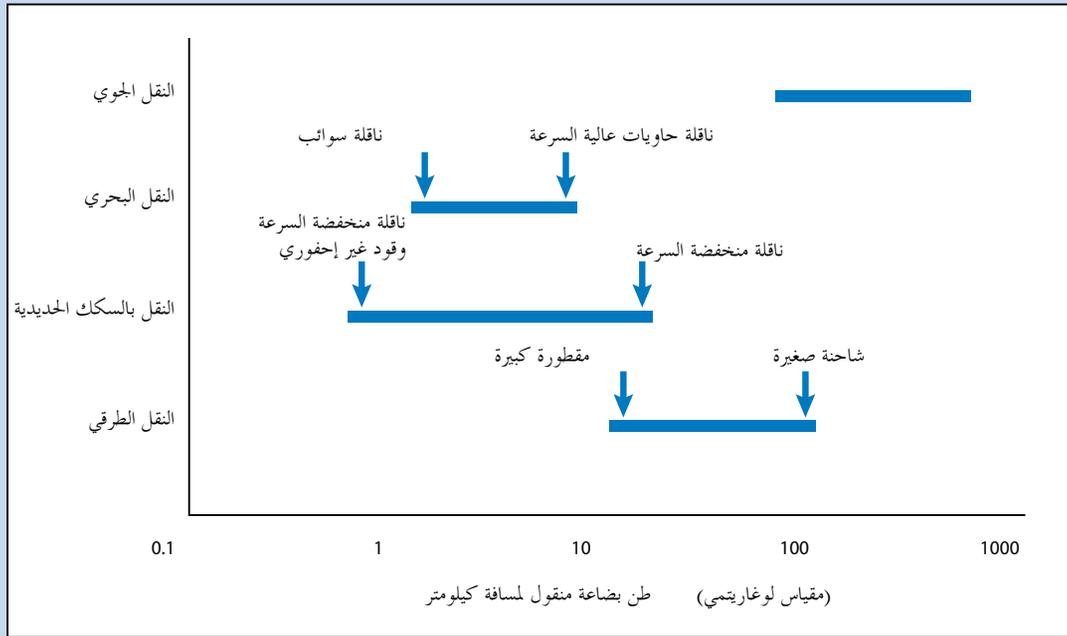 النقل الجوي
ناقلة سوائب
ناقلة حاويات عالية السرعة
النقل البحري
ناقلة منخفضة السرعة
وقود غير إحفوري
ناقلة منخفضة السرعة
النقل بالسكك الحديدية
مقطورة كبيرة
شاحنة صغيرة
النقل الطرقي
0.1 1 10 100 1000
طن بضاعة منقول لمسافة كيلومتر (مقياس لوغاريتمي)